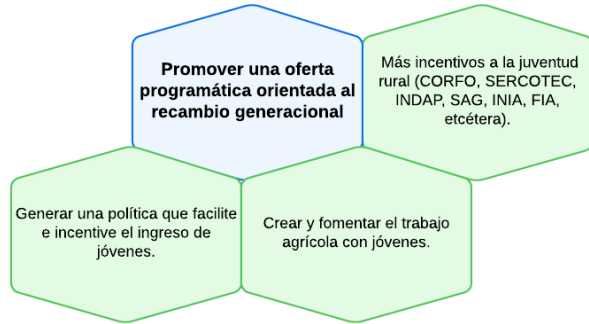 Promover una oferta
programática orientada al
recambio generacional
Más incentivos a la juventud
rural (CORFO, SERCOTEC,
INDAP, SAG, INIA, FIA,
etcétera).
Generar una política que facilite
e incentive el ingreso de
jóvenes.
Crear y fomentar el trabajo
agrícola con jóvenes.